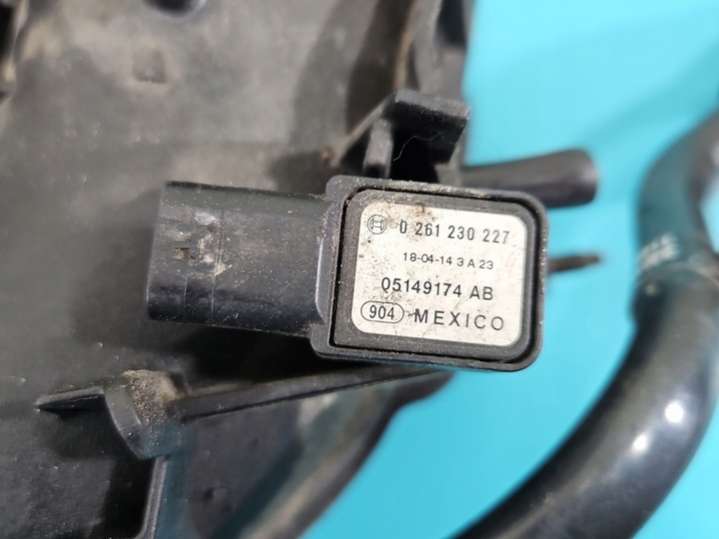 0 261 230 227
18-04-14 3 A 23
05149174 AB
904 MEXICO